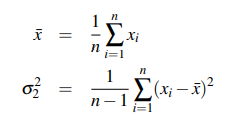 x̄ = 1/n ∑_{i=1}^{n} x_i
σ_2^2 = 1/(n − 1) ∑_{i=1}^{n} (x_i − x̄)^2